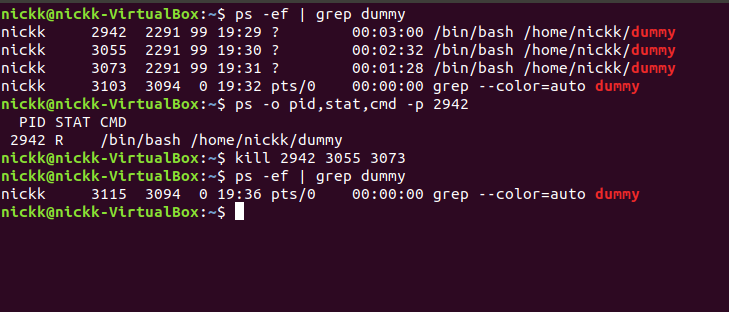 nickk@nickk-VirtualBox:~$ ps -ef | grep dummy
nickk     2942  2291 99 19:29 ?        00:03:00 /bin/bash /home/nickk/dummy
nickk     3055  2291 99 19:30 ?        00:02:32 /bin/bash /home/nickk/dummy
nickk     3073  2291 99 19:31 ?        00:01:28 /bin/bash /home/nickk/dummy
nickk     3103  3094  0 19:32 pts/0    00:00:00 grep --color=auto dummy
nickk@nickk-VirtualBox:~$ ps -o pid,stat,cmd -p 2942
  PID STAT CMD
 2942 R    /bin/bash /home/nickk/dummy
nickk@nickk-VirtualBox:~$ kill 2942 3055 3073
nickk@nickk-VirtualBox:~$ ps -ef | grep dummy
nickk     3115  3094  0 19:36 pts/0    00:00:00 grep --color=auto dummy
nickk@nickk-VirtualBox:~$